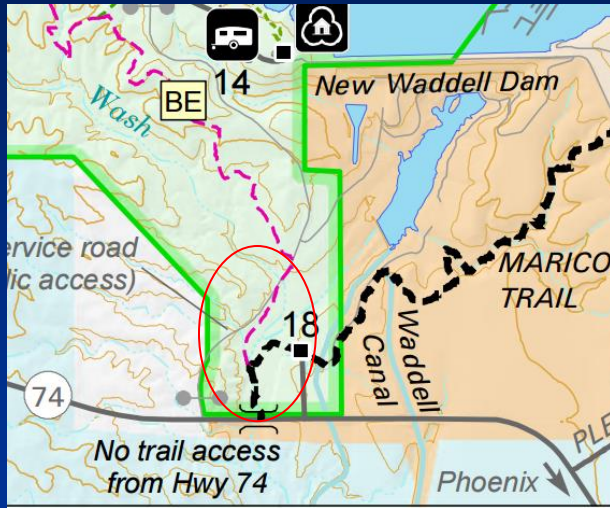 14
New Waddell Dam
BE
Wash
ervice road
lic access)
MARICO
TRAIL
18
Waddell
Canal
74
No trail access
from Hwy 74
Phoenix
PLE